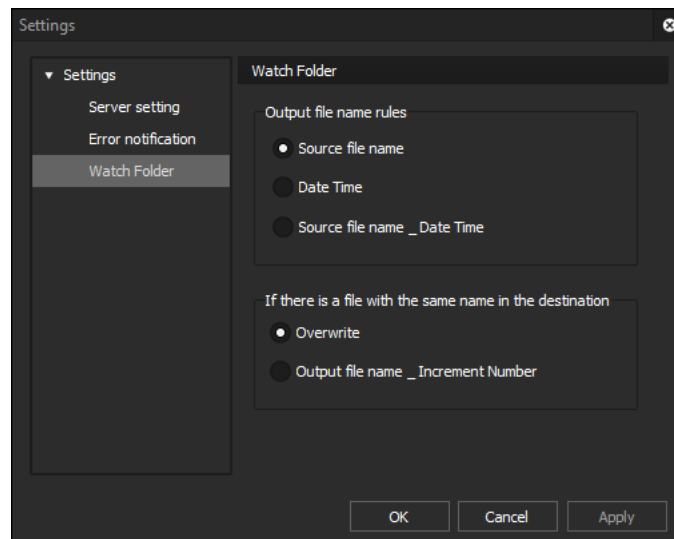 Settings
Settings
Server setting
Error notification
Watch Folder
Watch Folder
Output file name rules
Source file name
Date Time
Source file name _ Date Time
If there is a file with the same name in the destination
Overwrite
Output file name _ Increment Number
OK
Cancel
Apply